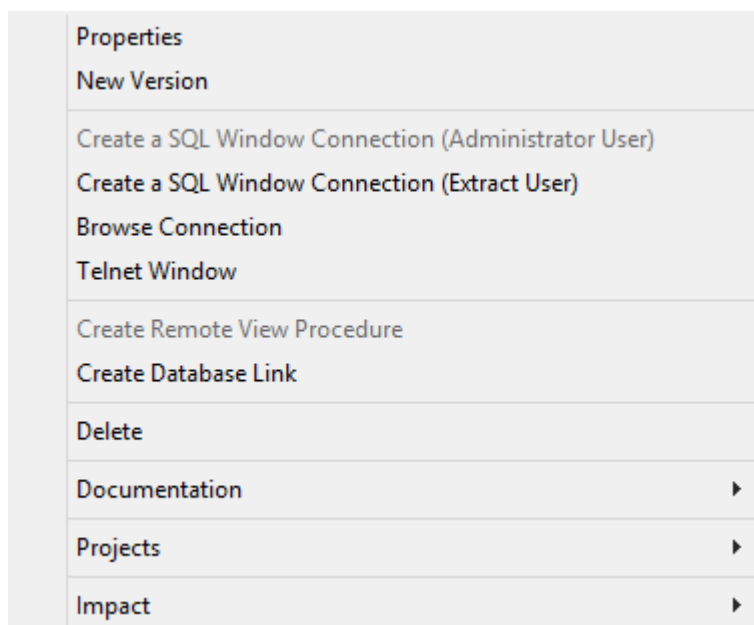 Properties
New Version
Create a SQL Window Connection (Administrator User)
Create a SQL Window Connection (Extract User)
Browse Connection
Telnet Window
Create Remote View Procedure
Create Database Link
Delete
Documentation
Projects
Impact